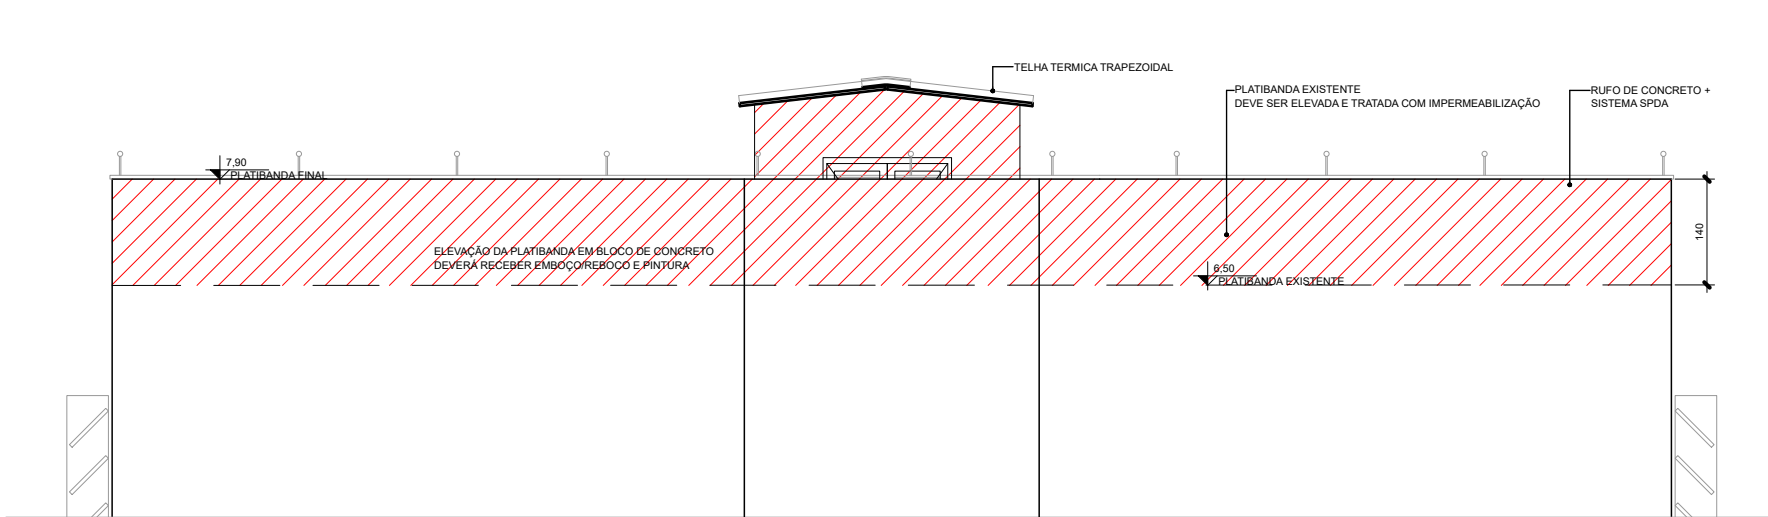 TELHA TERMICA TRAPEZOIDAL
PLATIBANDA EXISTENTE
DEVE SER ELEVADA E TRATADA COM IMPERMEABILIZAÇÃO
RUFO DE CONCRETO +
SISTEMA SPDA
7,90
PLATIBANDA FINAL
140
ELEVAÇÃO DA PLATIBANDA EM BLOCO DE CONCRETO
DEVERÁ RECEBER EMBOÇO/REBOCO E PINTURA
6,50
PLATIBANDA EXISTENTE